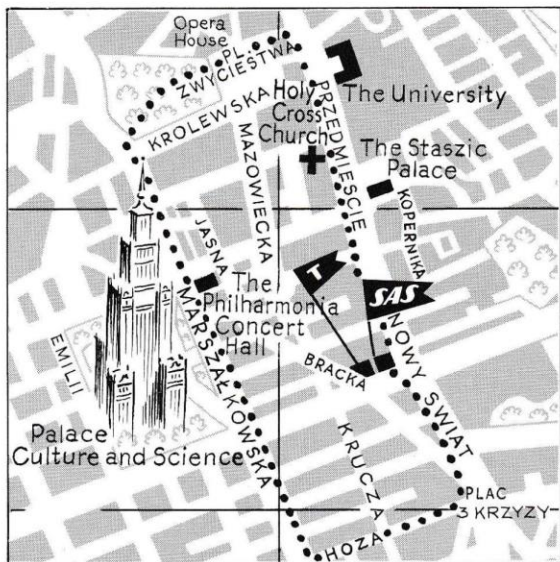 Opera
House
PL.
ZWYCIESTWA
KROLEWSKA
MAZOWIECKA
Holy
Cross
Church
PRZEDMIESCIE
The University
The Staszic
Palace
KOPERNIKA
JASNA
The
Philharmonia
Concert
Hall
T
SAS
MARSZAŁKOWSKA
EMILII
BRACKA
NOWY SWIAT
KRUCZA
Palace
Culture and Science
PLAC
3 KRZYZY
HOZA